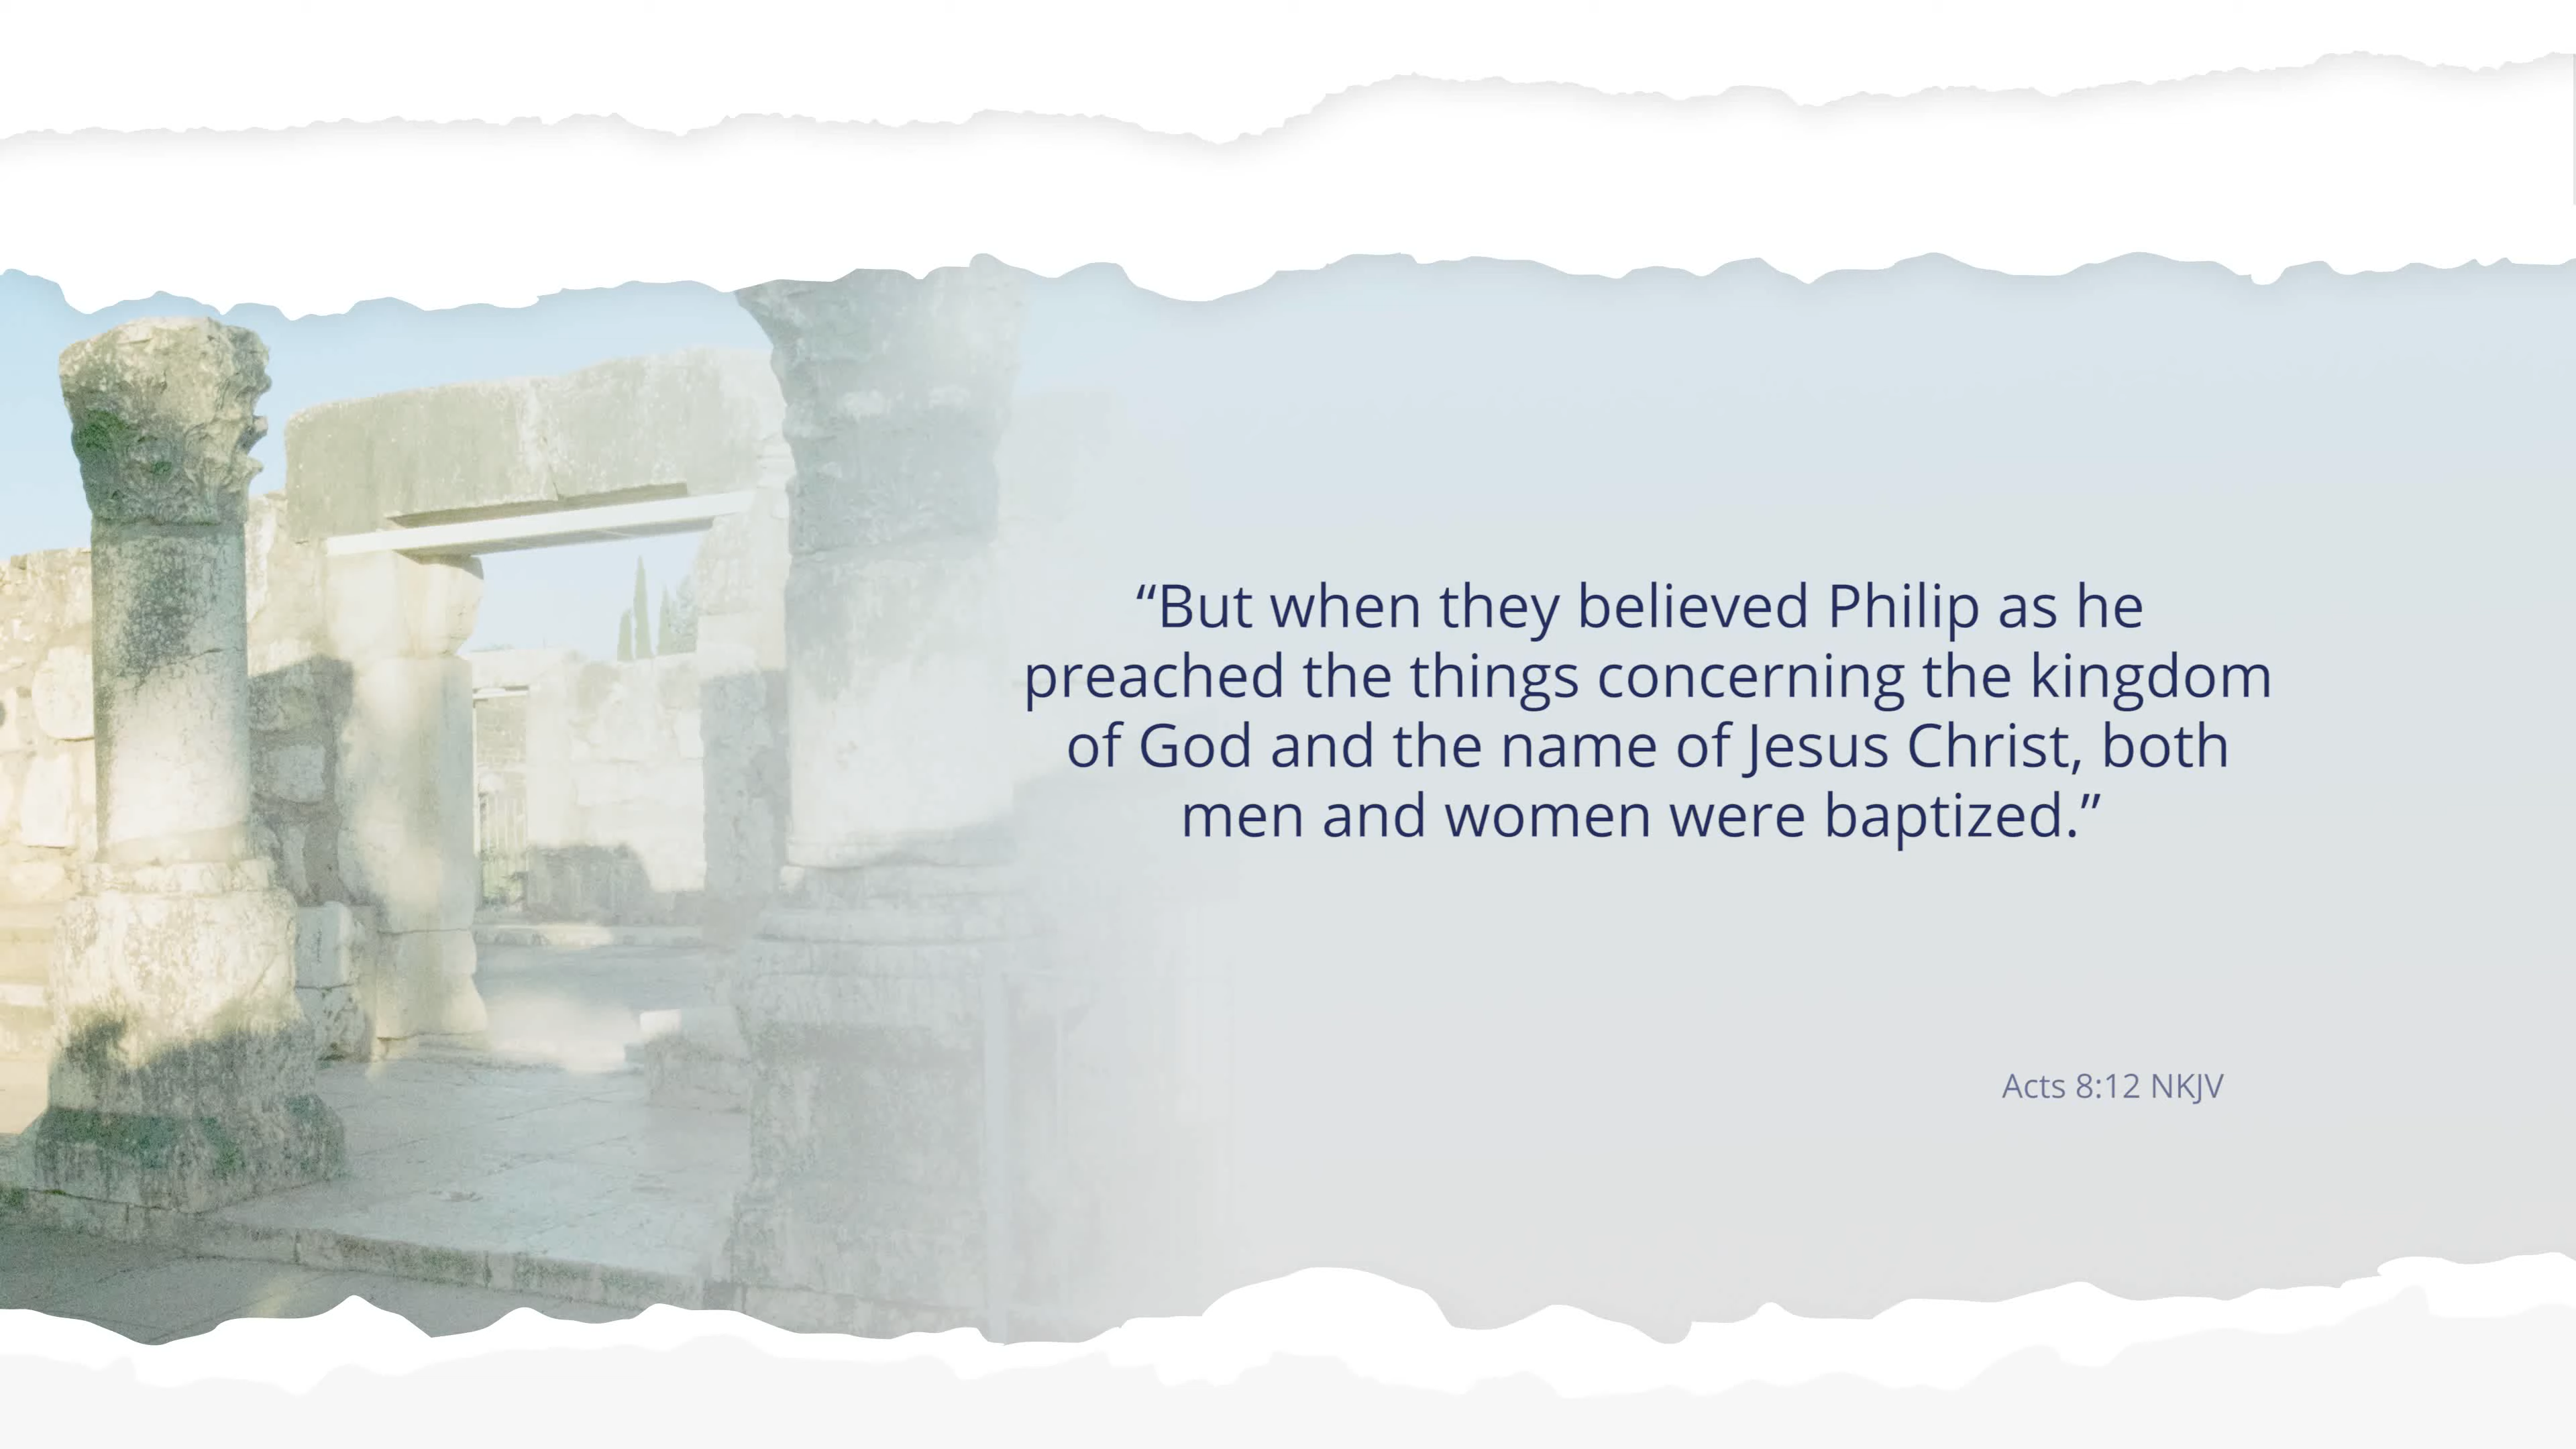 “But when they believed Philip as he
preached the things concerning the kingdom
of God and the name of Jesus Christ, both
men and women were baptized.”
Acts 8:12 NKJV